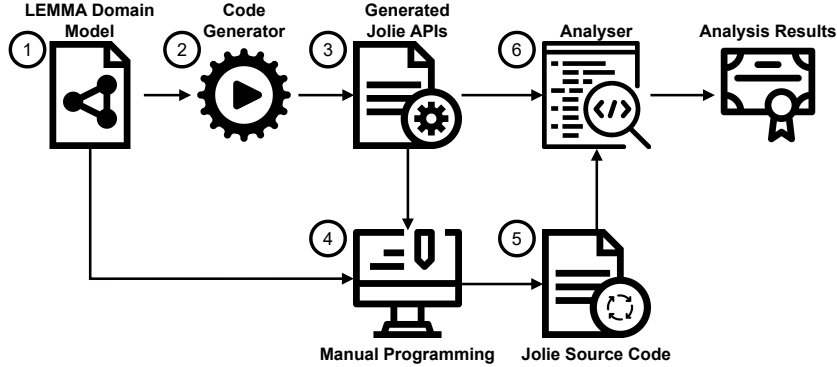 LEMMA Domain
Model
Code
Generator
Generated
Jolie APIs
Analyser
Analysis Results
1
2
3
6
</>
4
5
Manual Programming
Jolie Source Code